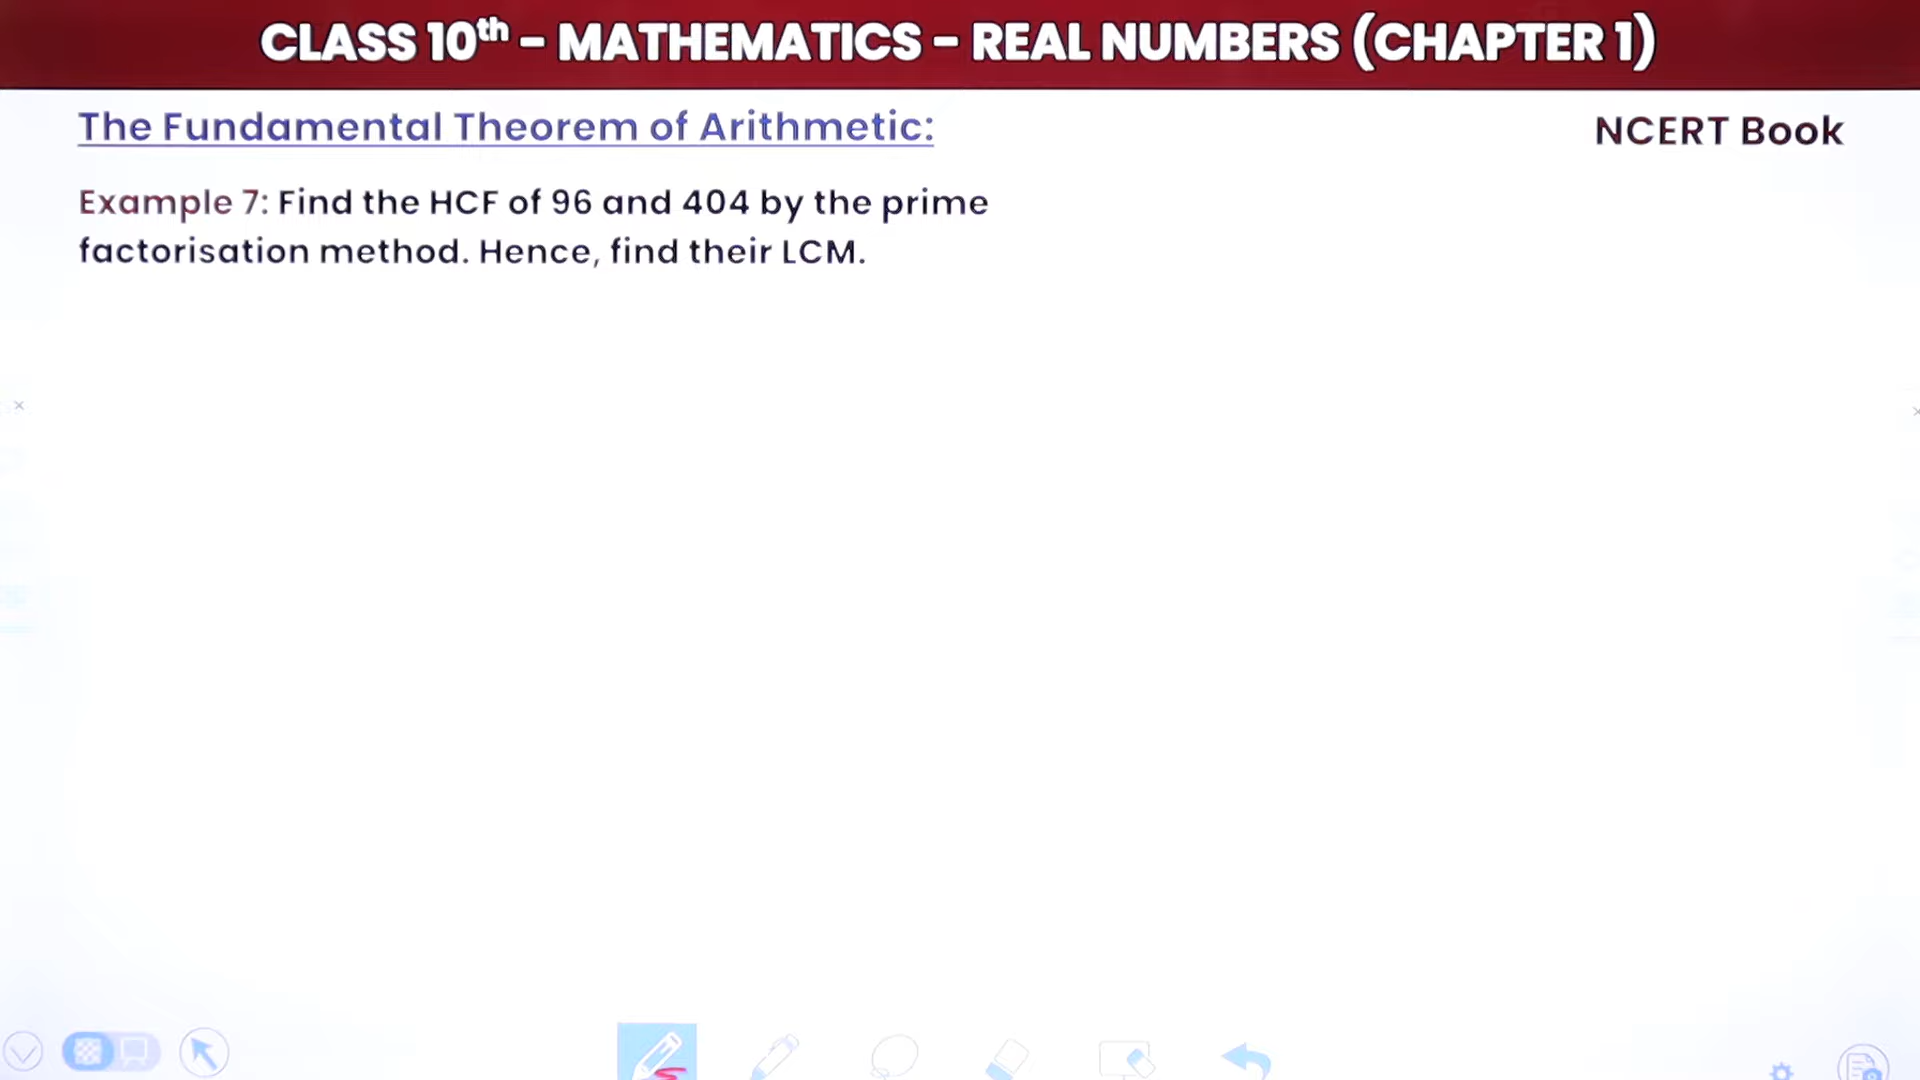 CLASS 10th - MATHEMATICS - REAL NUMBERS (CHAPTER 1)
The Fundamental Theorem of Arithmetic:
NCERT Book
Example 7: Find the HCF of 96 and 404 by the prime
factorisation method. Hence, find their LCM.